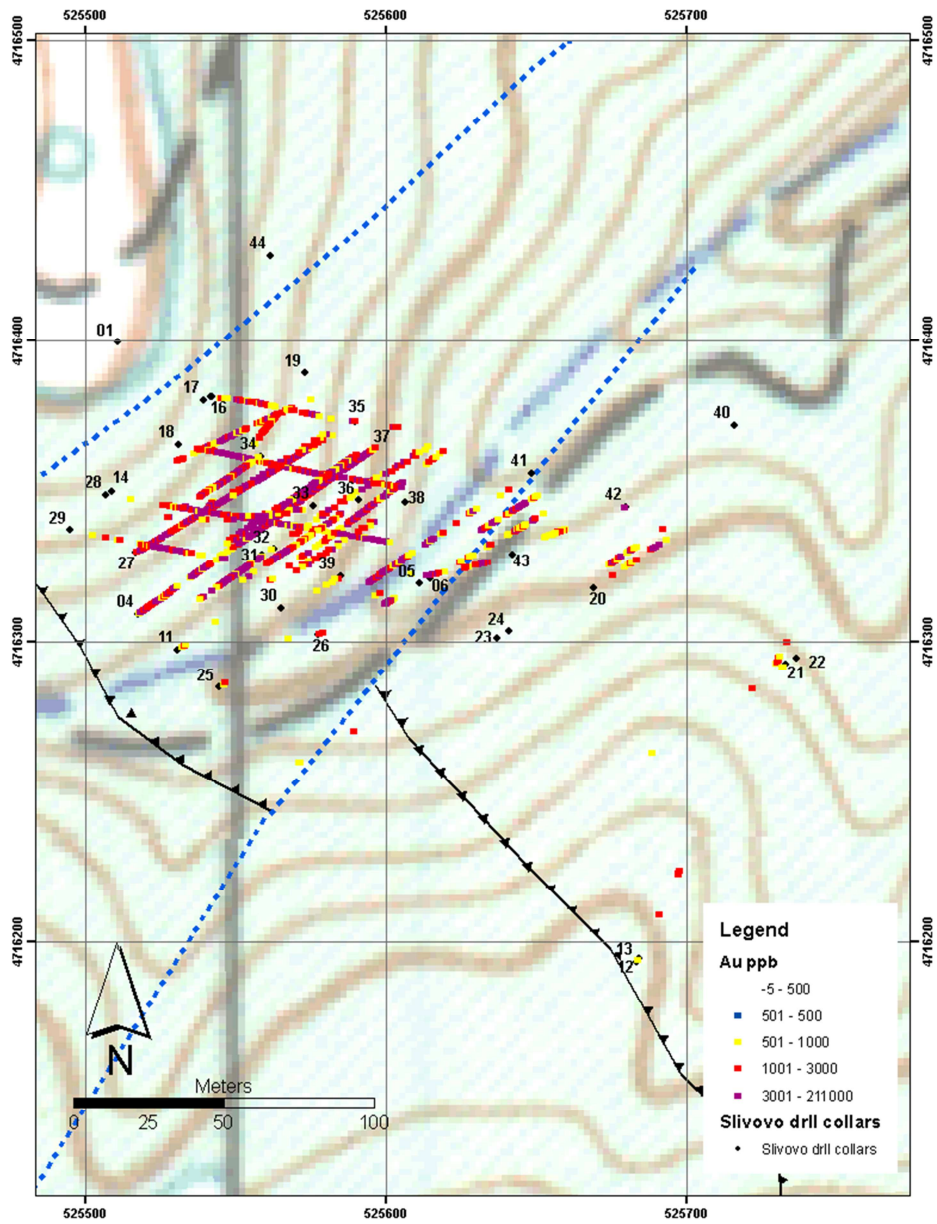 525500 525600 525700
4716500 4716500
44
01
4716400 4716400
19
17
16
35
40
18
34
37
41
28 14
36
38
42
33
29
32
27
31
39
05
43
06
30
20
04
24
23
11
26
4716300 4716300
22
21
25
Legend
Au ppb
13
4716200 4716200
12
-5 - 500
501 - 500
501 - 1000
1001 - 3000
N
Meters
3001 - 211000
0 25 50 100
Slivovo drll collars
Slivovo drll collars
525500 525600 525700